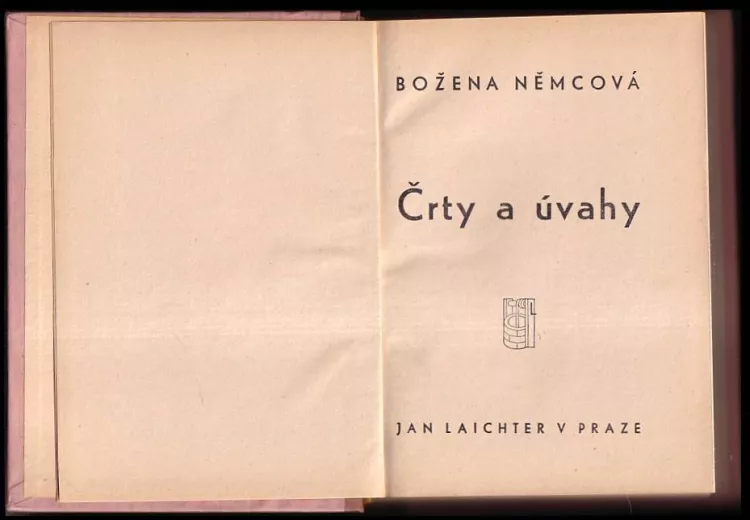 BOŽENA NĚMCOVÁ
Črty a úvahy
JAN LAICHTER V PRAZE